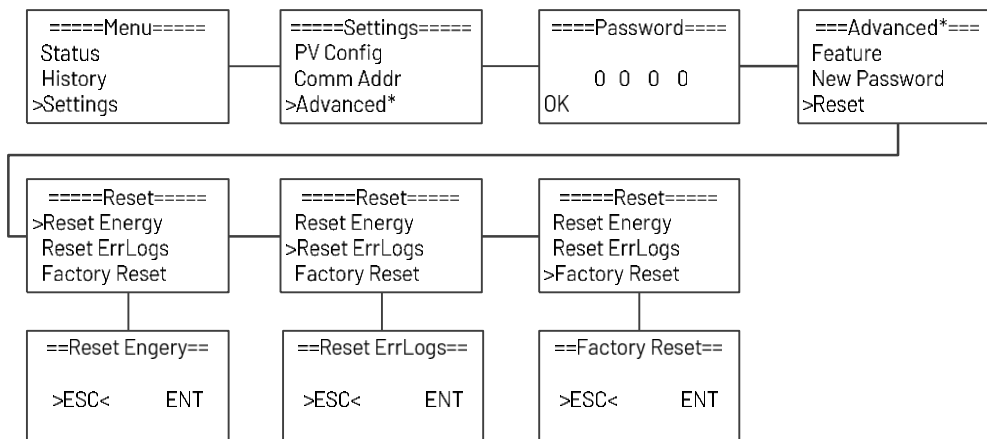 =====Menu=====
Status
History
>Settings
=====Settings=====
PV Config
Comm Addr
>Advanced*
====Password====
0 0 0 0
OK
===Advanced*===
Feature
New Password
>Reset
=====Reset=====
>Reset Energy
Reset ErrLogs
Factory Reset
=====Reset=====
Reset Energy
>Reset ErrLogs
Factory Reset
=====Reset=====
Reset Energy
Reset ErrLogs
>Factory Reset
==Reset Engery==
>ESC< ENT
==Reset ErrLogs==
>ESC< ENT
==Factory Reset==
>ESC< ENT